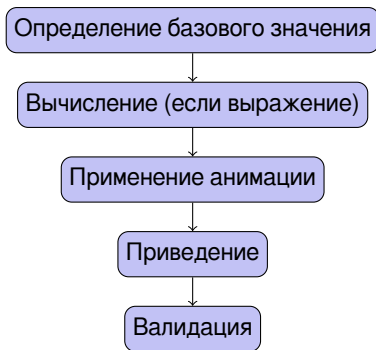 Определение базового значения
Вычисление (если выражение)
Применение анимации
Приведение
Валидация